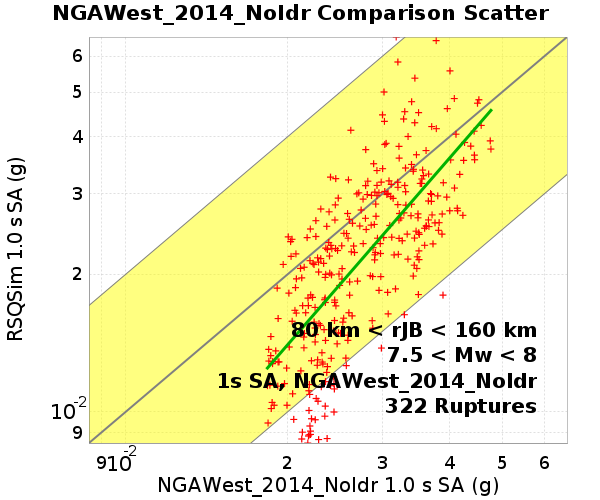 NGAWest_2014_NoIdr Comparison Scatter
6
5
4
3
2
10-2
9
RSQSim 1.0 s SA (g)
80 km < rJB < 160 km
7.5 < Mw < 8
1s SA, NGAWest_2014_NoIdr
322 Ruptures
9 10-2 2 3 4 5 6
NGAWest_2014_NoIdr 1.0 s SA (g)